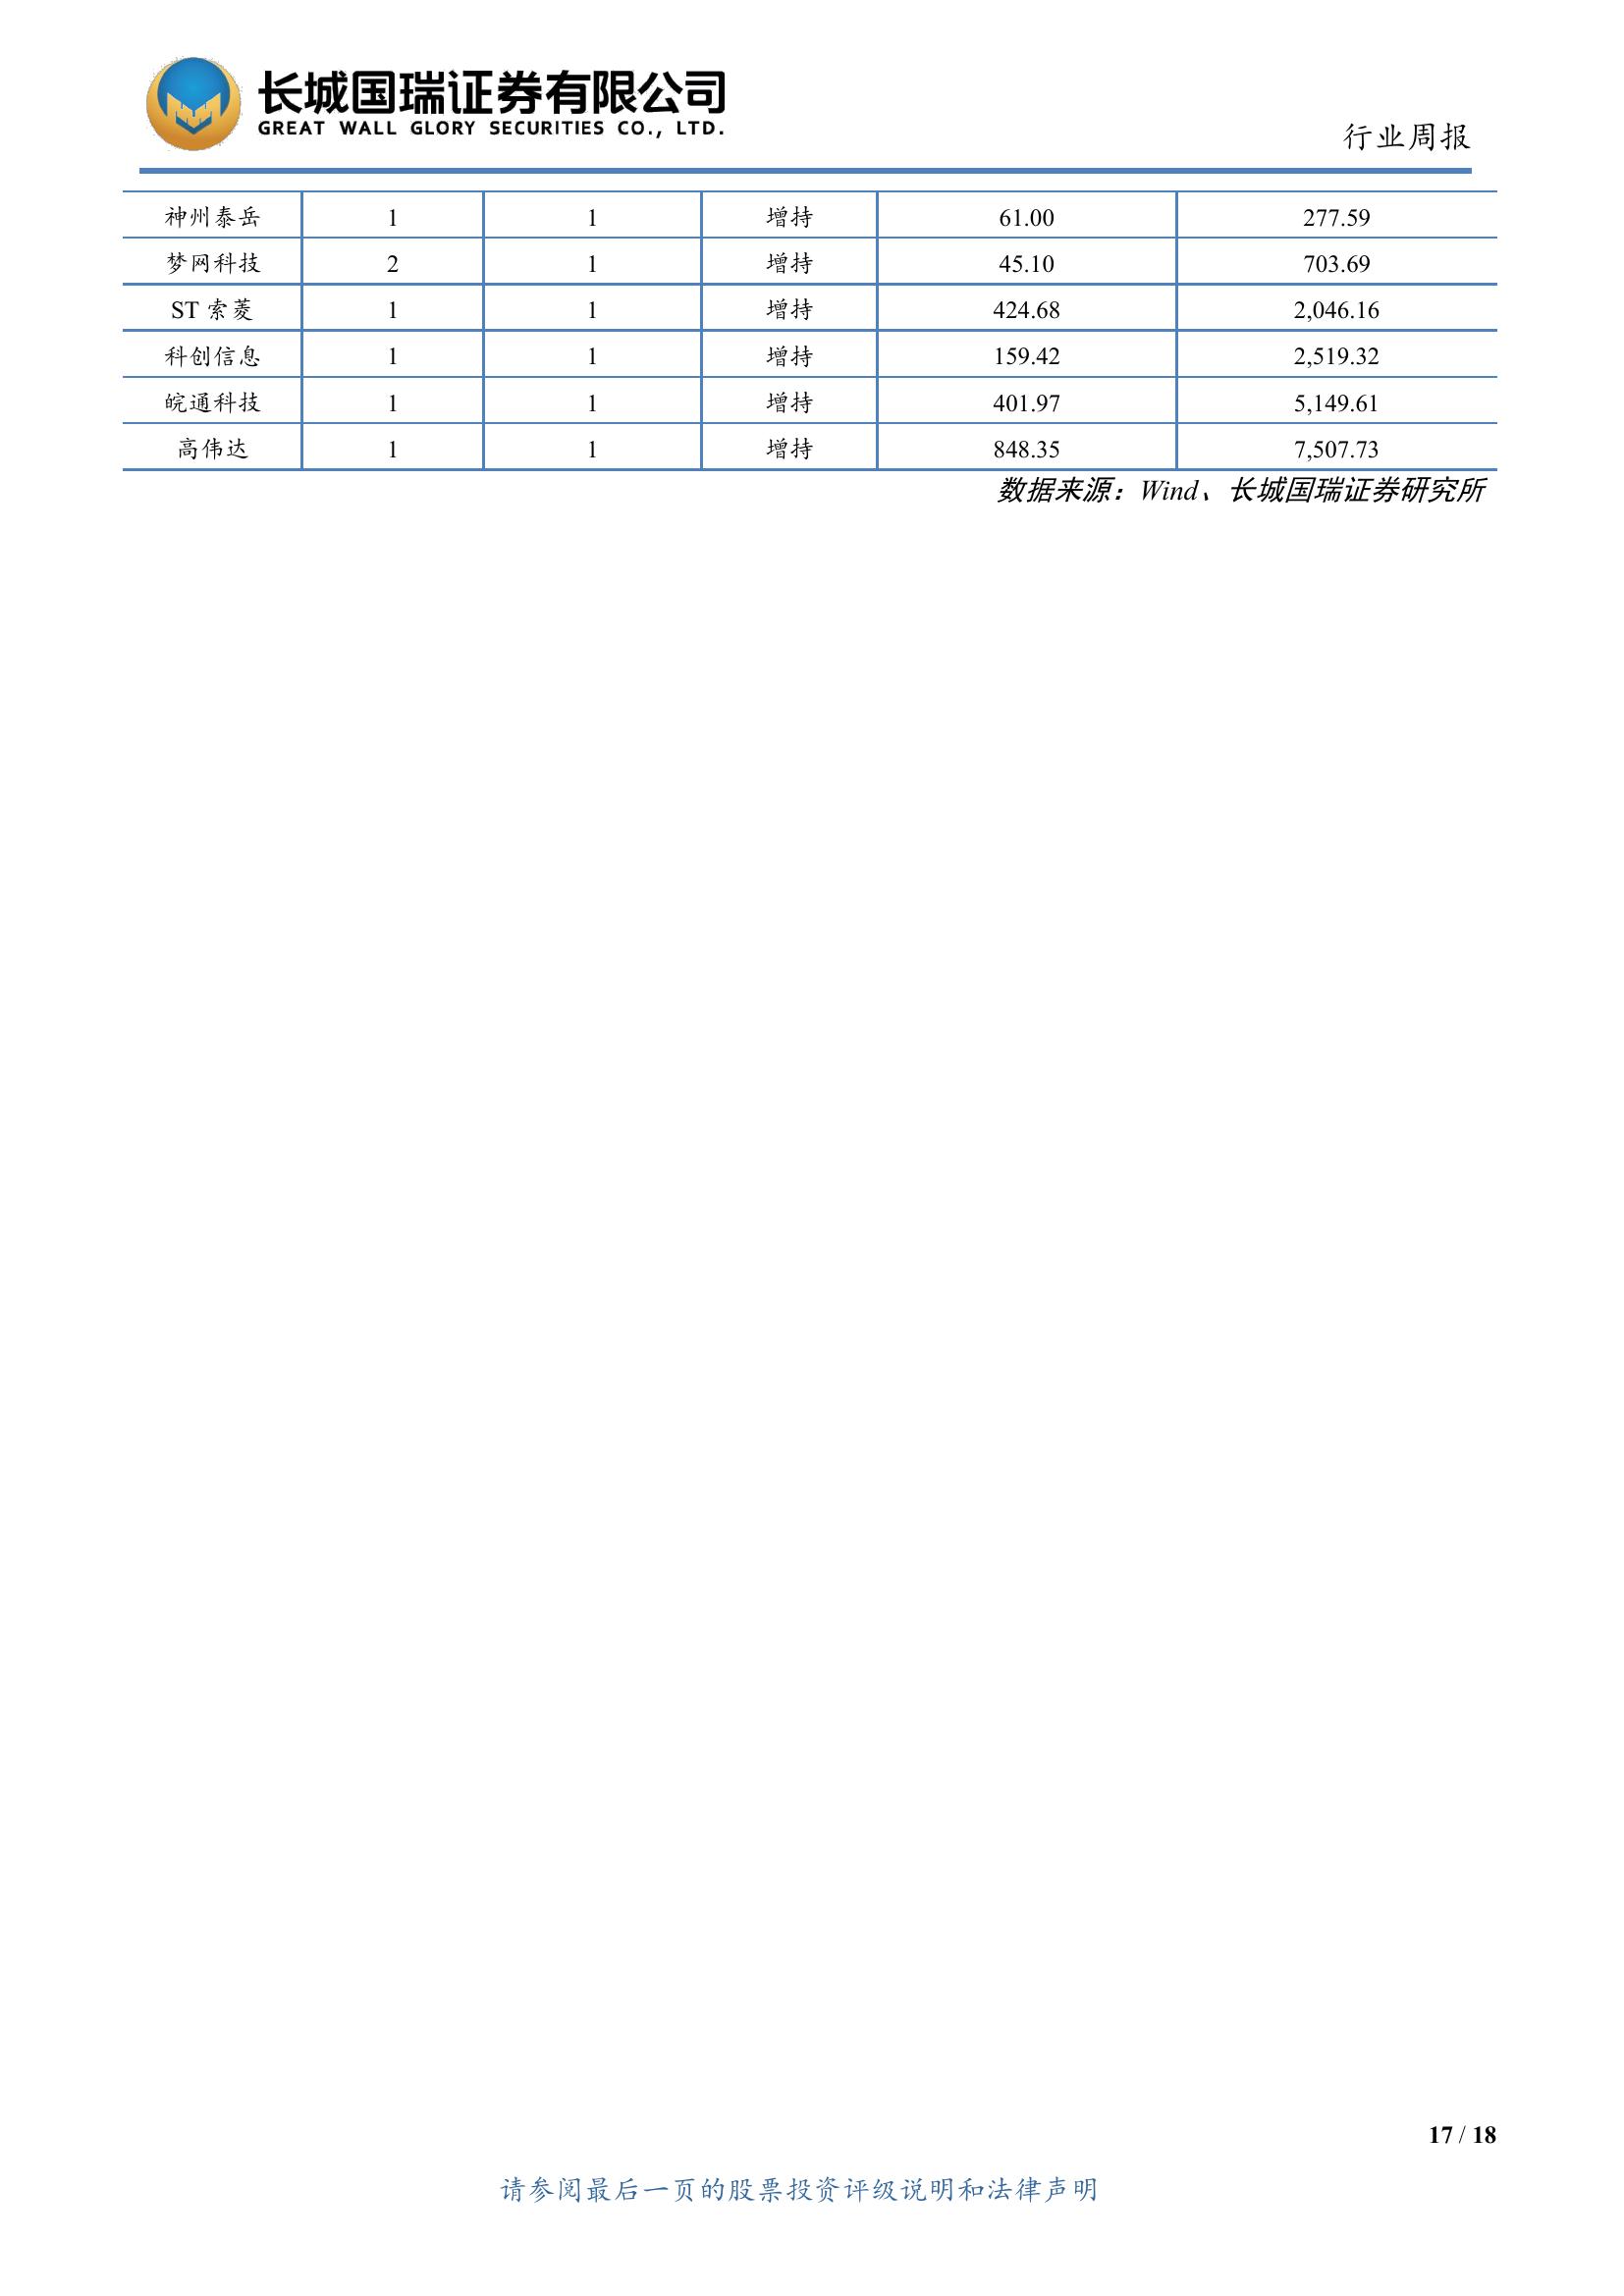 长城国瑞证券有限公司
GREAT WALL GLORY SECURITIES CO., LTD.
行业周报
神州泰岳 1 1 增持 61.00 277.59
梦网科技 2 1 增持 45.10 703.69
ST 索菱 1 1 增持 424.68 2,046.16
科创信息 1 1 增持 159.42 2,519.32
皖通科技 1 1 增持 401.97 5,149.61
高伟达 1 1 增持 848.35 7,507.73
数据来源：Wind、长城国瑞证券研究所
17 / 18
请参阅最后一页的股票投资评级说明和法律声明